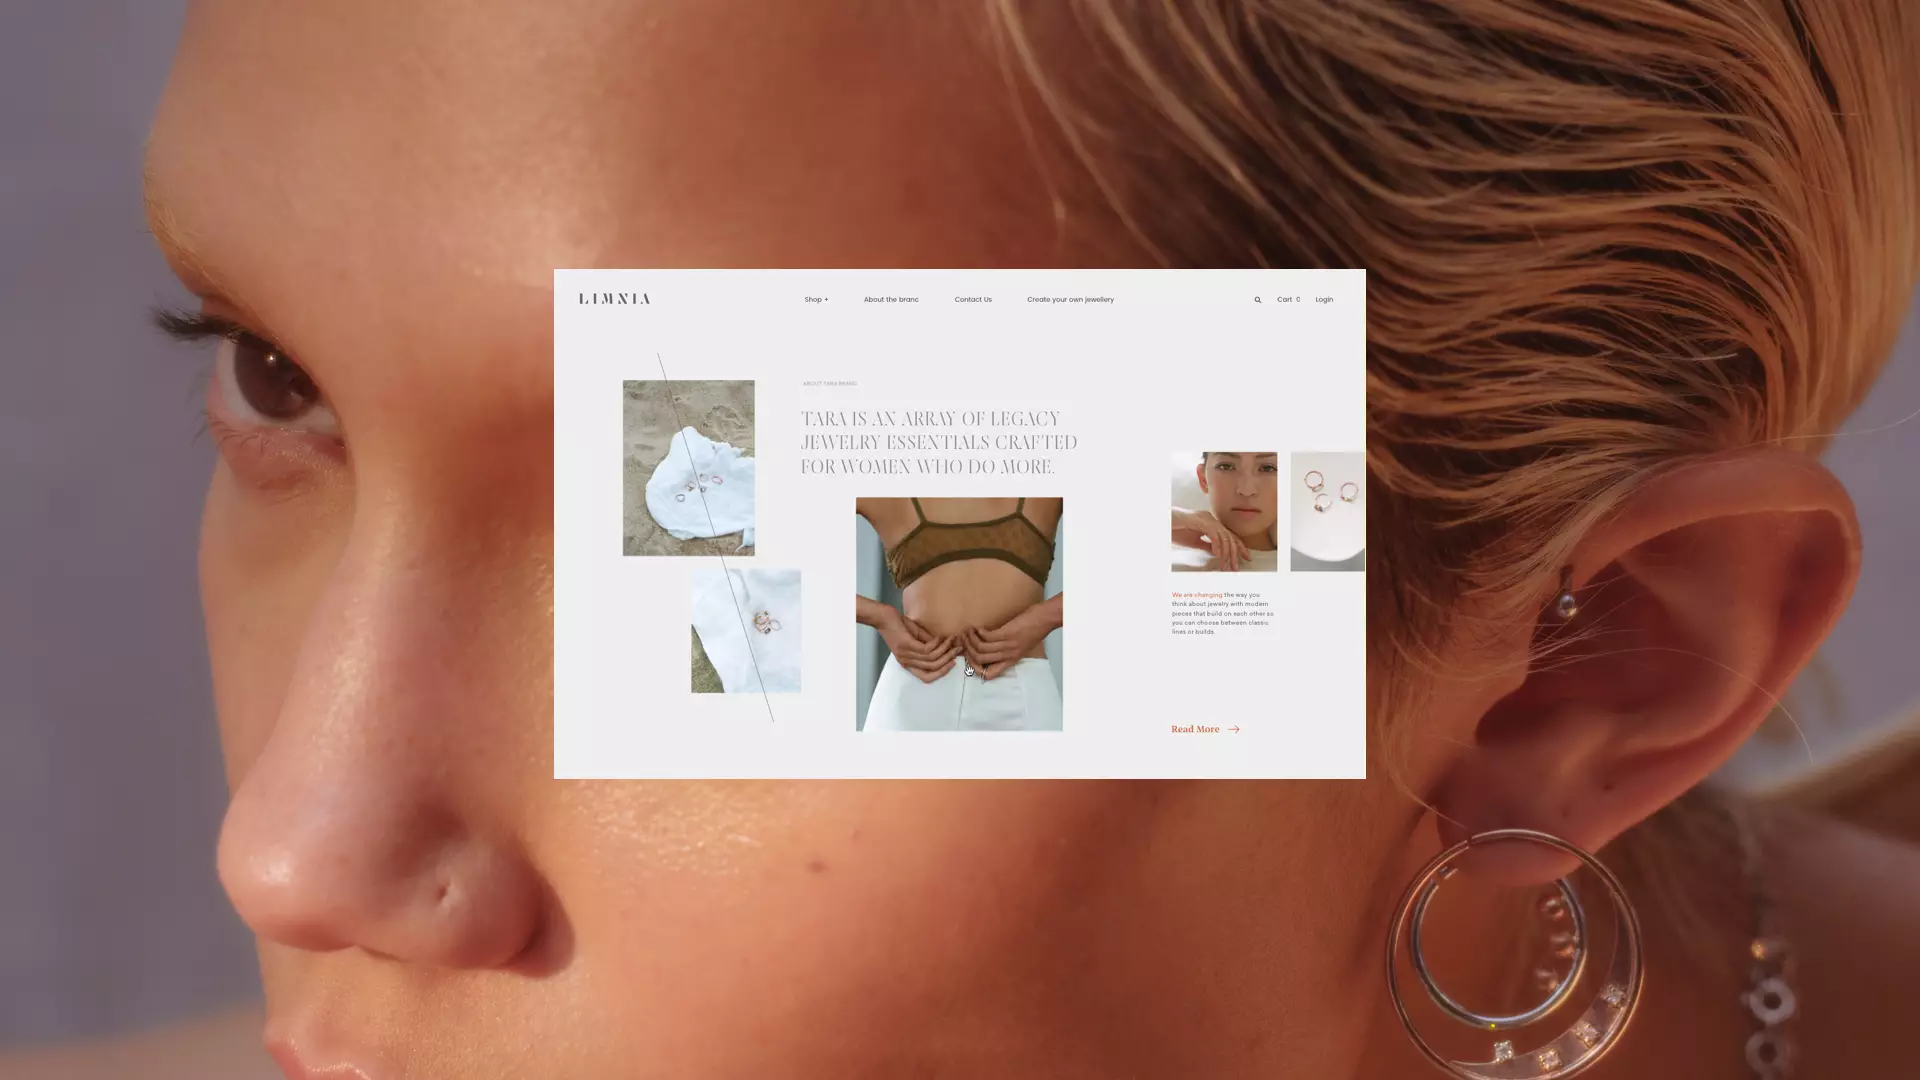 LIMNIA
Shop +
About the branc
Contact Us
Create your own jewellery
Cart 0
Login
ABOUT TARA BRAND
TARA IS AN ARRAY OF LEGACY
JEWELRY ESSENTIALS CRAFTED
FOR WOMEN WHO DO MORE.
We are changing the way you
think about jewelry with modern
pieces that build on each other so
you can choose between classic
lines or builds.
Read More